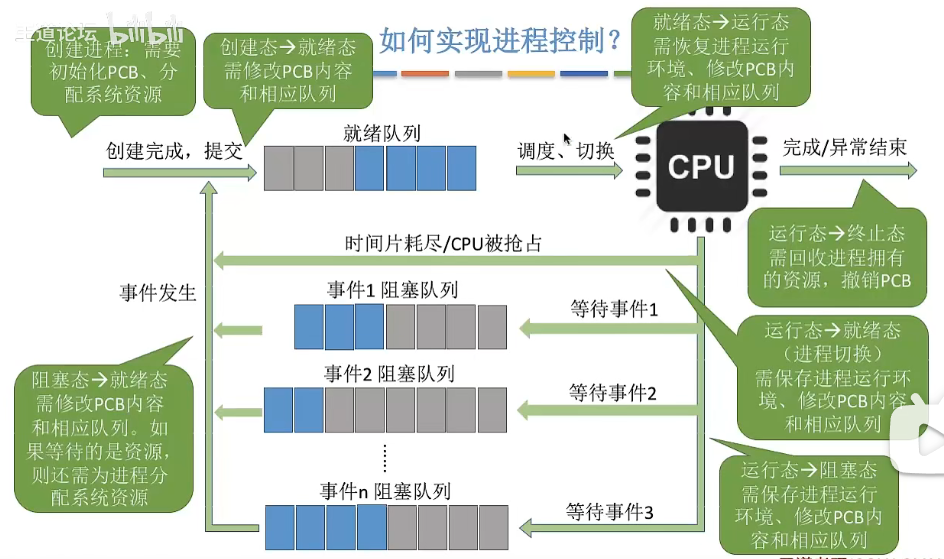 王道论坛 bilibili
创建进程：需要
初始化PCB、分
配系统资源
创建态→就绪态
需修改PCB内容
和相应队列
如何实现进程控制？
就绪态→运行态
需恢复进程运行
环境、修改PCB内
容和相应队列
创建完成，提交
就绪队列
调度、切换
CPU
完成/异常结束
运行态→终止态
需回收进程拥有
的资源，撤销PCB
时间片耗尽/CPU被抢占
事件发生
事件1 阻塞队列
等待事件1
运行态→就绪态
（进程切换）
需保存进程运行环
境、修改PCB内容
和相应队列
阻塞态→就绪态
需修改PCB内容
和相应队列。如
果等待的是资源，
则还需为进程分
配系统资源
事件2 阻塞队列
等待事件2
事件n 阻塞队列
等待事件3
运行态→阻塞态
需保存进程运行
环境、修改PCB内
容和相应队列